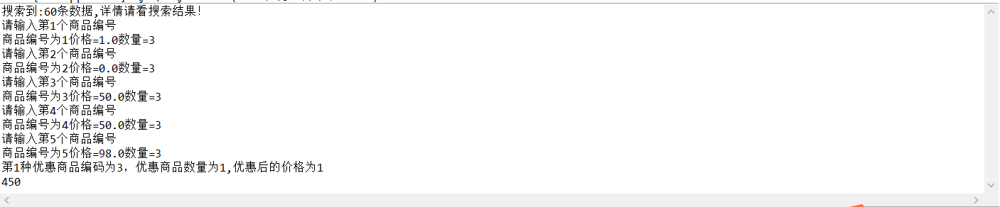 搜索到:60条数据,详情请看搜索结果!
请输入第1个商品编号
商品编号为1价格=1.0数量=3
请输入第2个商品编号
商品编号为2价格=0.0数量=3
请输入第3个商品编号
商品编号为3价格=50.0数量=3
请输入第4个商品编号
商品编号为4价格=50.0数量=3
请输入第5个商品编号
商品编号为5价格=98.0数量=3
第1种优惠商品编码为3，优惠商品数量为1,优惠后的价格为1
450